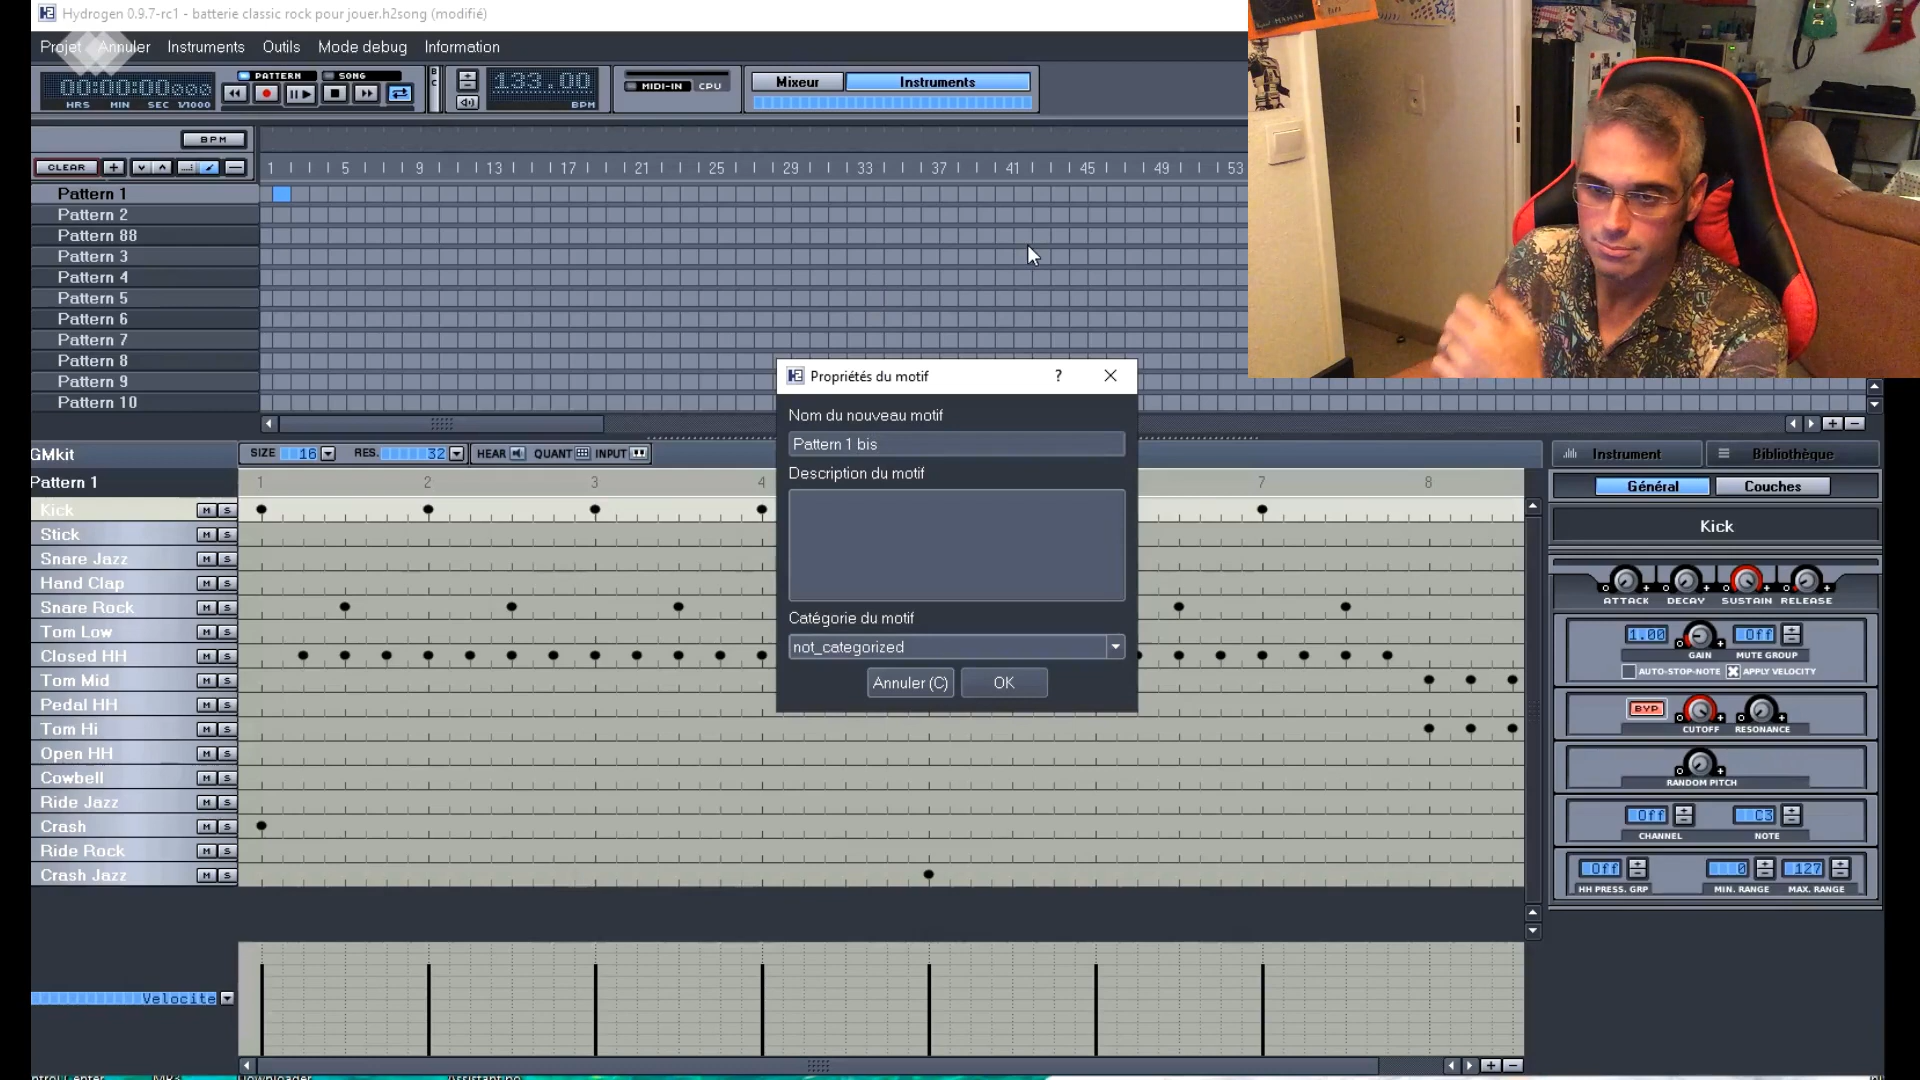 Hydrogen 0.9.7-rc1 - batterie classic rock pour jouer.h2song (modifié)
Projet Annuler Instruments Outils Mode debug Information
00:00:00:000
HRS MIN SEC 1/1000
PATTERN SONG
B C
133.00
BPM
MIDI-IN CPU
Mixeur Instruments
BPM
CLEAR
1 5 9 13 17 21 25 29 33 37 41 45 49 53
Pattern 1
Pattern 2
Pattern 88
Pattern 3
Pattern 4
Pattern 5
Pattern 6
Pattern 7
Pattern 8
Pattern 9
Pattern 10
Propriétés du motif ?
Nom du nouveau motif
Pattern 1 bis
Description du motif
Catégorie du motif
not_categorized
Annuler (C) OK
GMkit
SIZE 16 RES. 32 HEAR QUANT INPUT
Pattern 1
1 2 3 4 7 8
Kick M S
Stick M S
Snare Jazz M S
Hand Clap M S
Snare Rock M S
Tom Low M S
Closed HH M S
Tom Mid M S
Pedal HH M S
Tom Hi M S
Open HH M S
Cowbell M S
Ride Jazz M S
Crash M S
Ride Rock M S
Crash Jazz M S
Velocite
Instrument Bibliothèque
Général Couches
Kick
ATTACK DECAY SUSTAIN RELEASE
1.00 Off
GAIN MUTE GROUP
AUTO-STOP-NOTE APPLY VELOCITY
BYP
CUTOFF RESONANCE
RANDOM PITCH
Off C3
CHANNEL NOTE
Off 0 127
HH PRESS. GRP MIN. RANGE MAX. RANGE